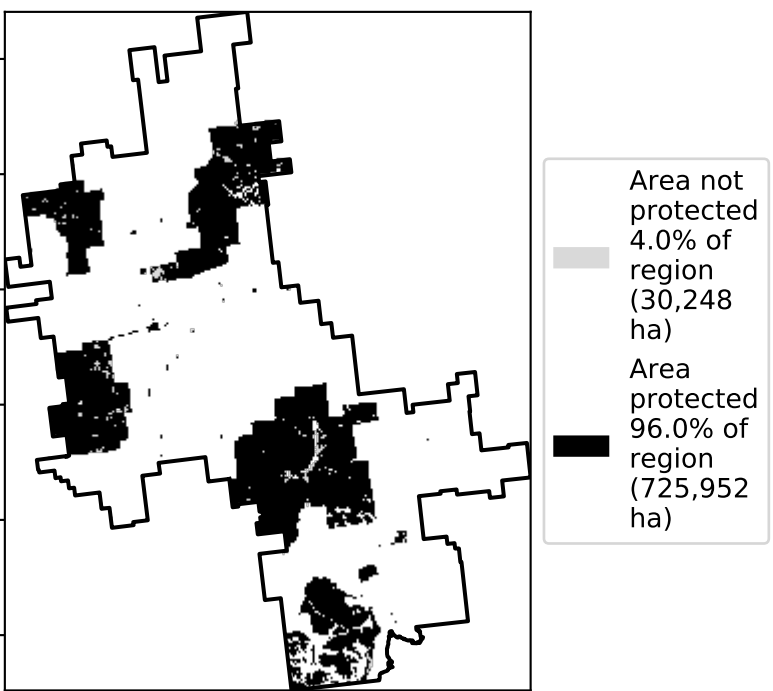 Area not
protected
4.0% of
region
(30,248
ha)
Area
protected
96.0% of
region
(725,952
ha)